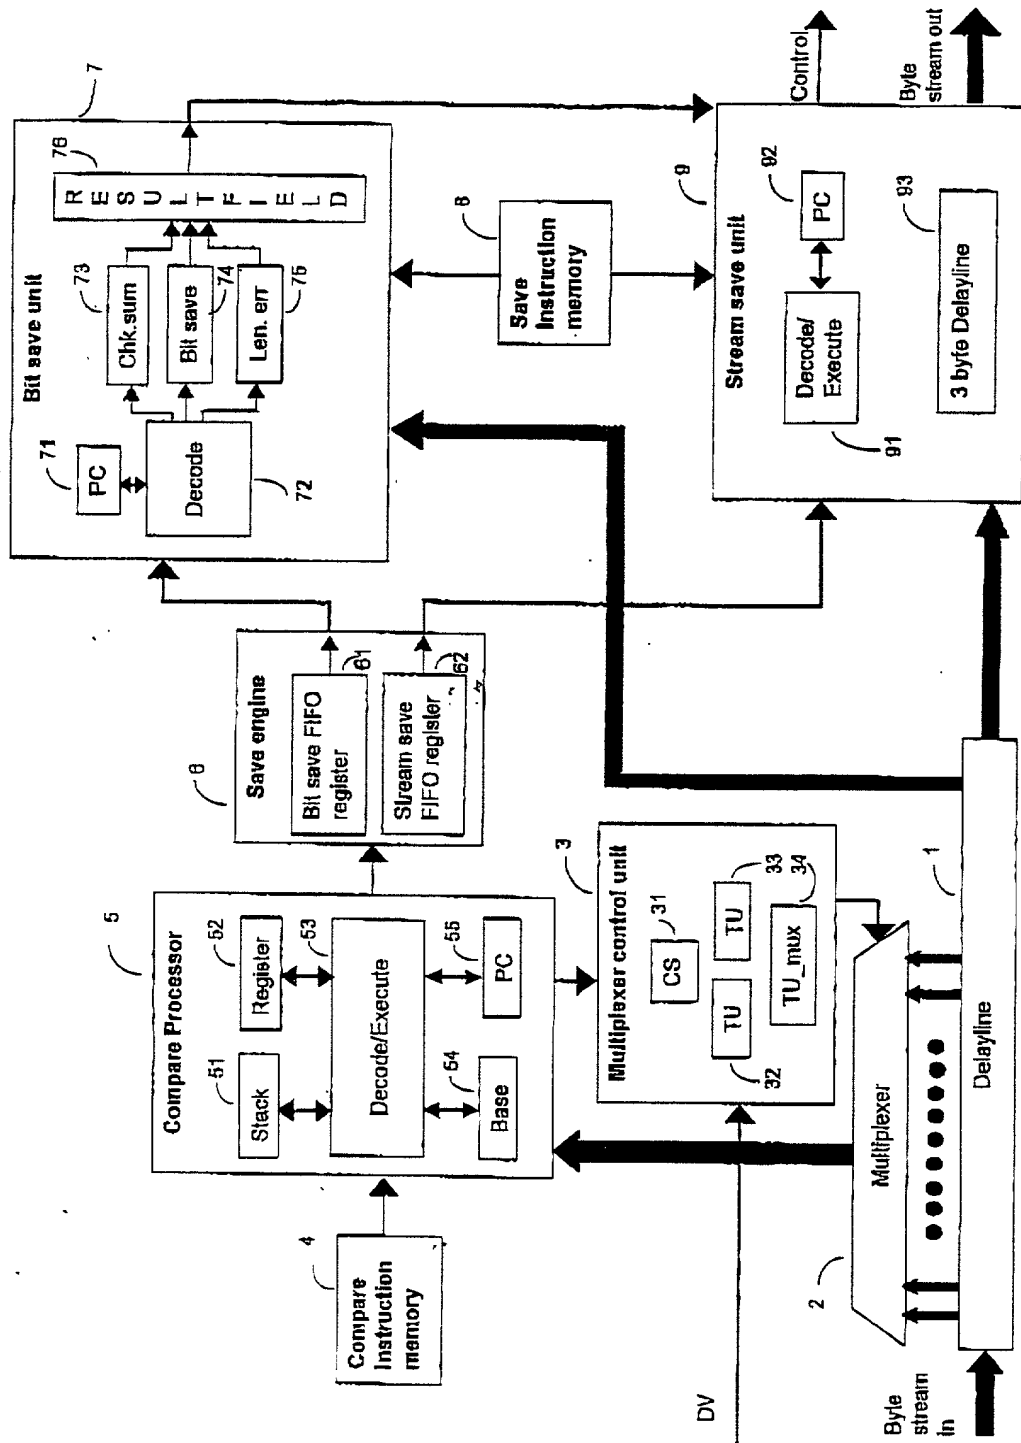 Byte
stream
in
DV
Compare
Instruction
memory
4
Compare Processor
5
Stack
51
Register
52
Decode/Execute
53
Base
54
PC
55
Multiplexer control unit
3
CS
31
TU
32
TU
33
TU_mux
34
Multiplexer
2
Delayline
1
Save engine
6
Bit save FIFO
register
61
Stream save
FIFO register
62
Bit save unit
7
PC
71
Decode
72
Chk.sum
73
Bit save
74
Len. err
75
RESULTFIELD
76
Save
Instruction
memory
8
Stream save unit
9
Decode/
Execute
91
PC
92
3 byte Delayline
93
Control
Byte
stream out